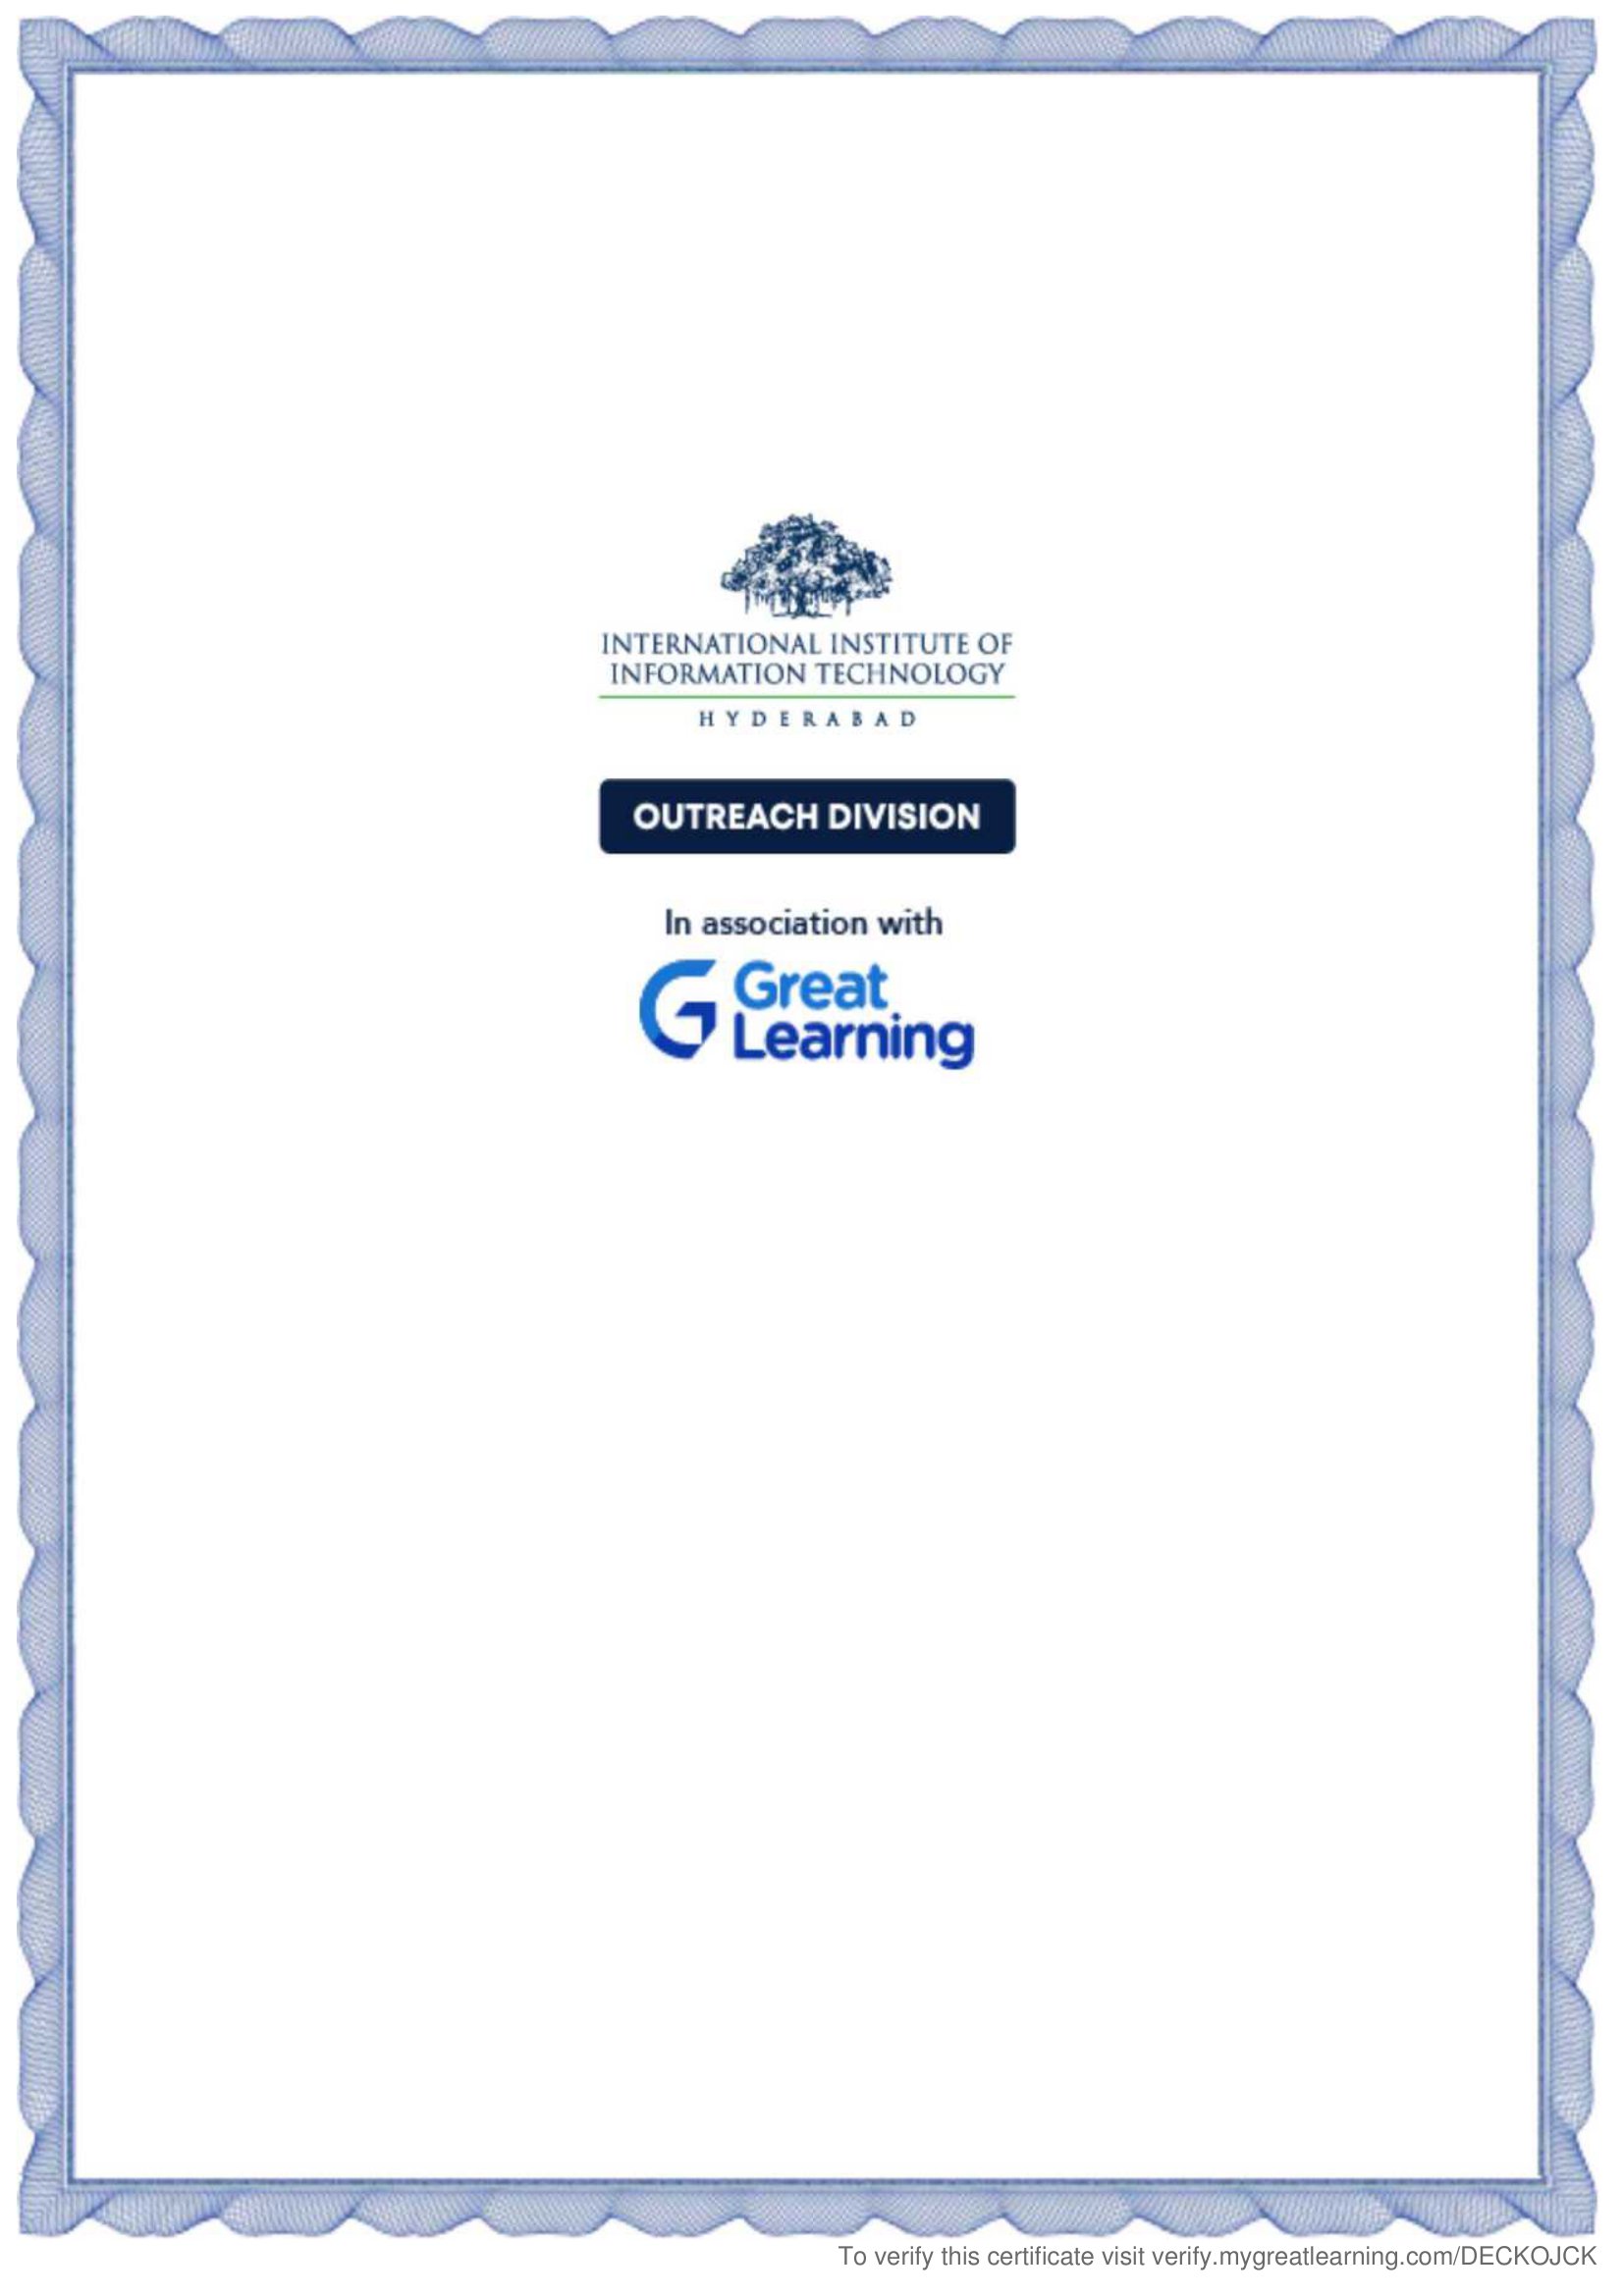 INTERNATIONAL INSTITUTE OF
INFORMATION TECHNOLOGY
HYDERABAD
OUTREACH DIVISION
In association with
Great
Learning
To verify this certificate visit verify.mygreatlearning.com/DECKOJCK